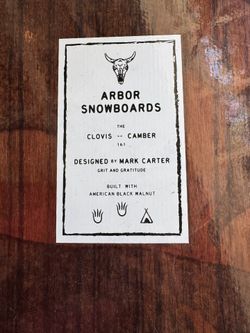 ARBOR
SNOWBOARDS
THE
CLOVIS -- CAMBER
161
DESIGNED BY MARK CARTER
GRIT AND GRATITUDE
BUILT WITH
AMERICAN BLACK WALNUT